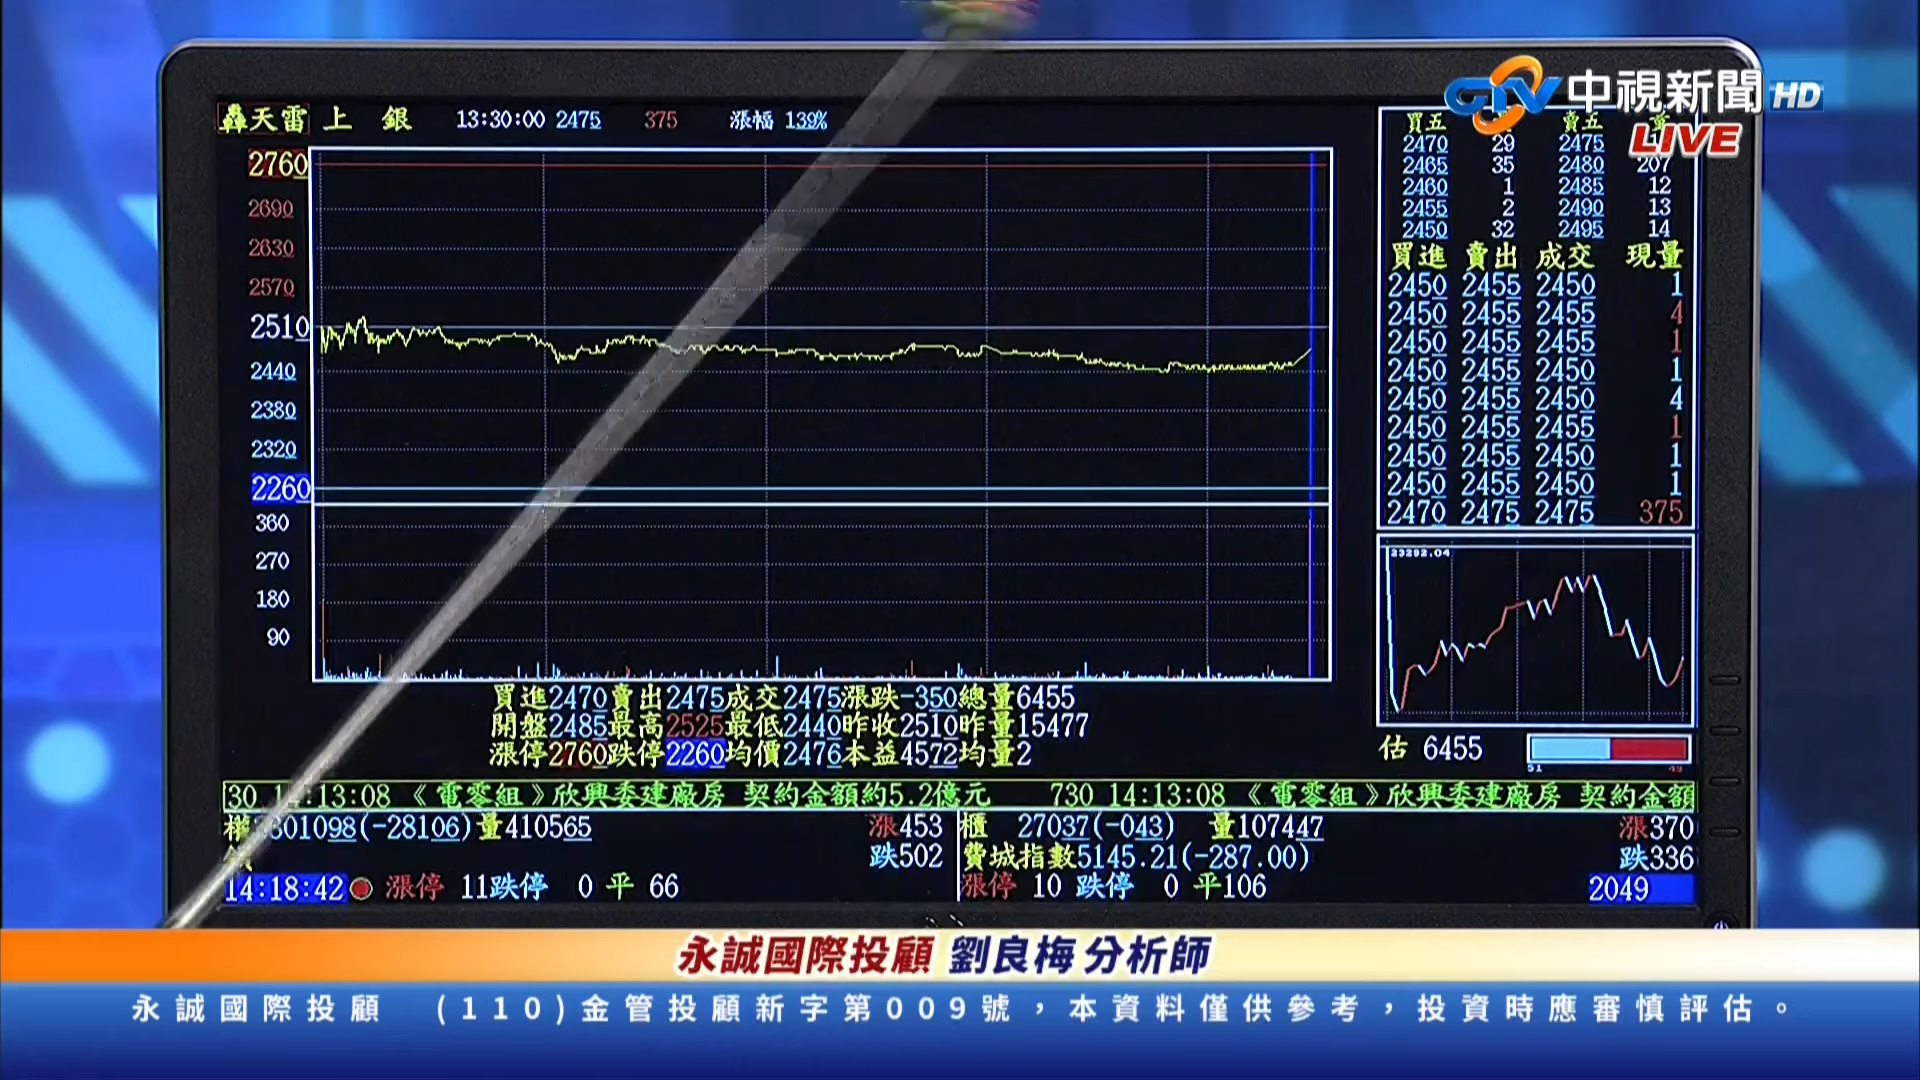 CTV 中視新聞 HD
LIVE
轟天雷 上 銀 13:30:00 2475 375 漲幅 139%
2760
2690
2630
2570
2510
2440
2380
2320
2260
360
270
180
90
買五 賣五
2470 29 2475
2465 35 2480 207
2460 1 2485 12
2455 2 2490 13
2450 32 2495 14
買進 賣出 成交 現量
2450 2455 2450 1
2450 2455 2455 4
2450 2455 2455 1
2450 2455 2450 1
2450 2455 2450 4
2450 2455 2455 1
2450 2455 2450 1
2450 2455 2450 1
2470 2475 2475 375
23292.04
估 6455
51 49
買進2470賣出2475成交2475漲跌-350總量6455
開盤2485最高2525最低2440昨收2510昨量15477
漲停2760跌停2260均價2476本益4572均量2
30 14:13:08《電零組》欣興委建廠房 契約金額約5.2億元 730 14:13:08《電零組》欣興委建廠房 契約金額
權 301098(-28106)量410565 漲453
跌502
14:18:42 漲停 11跌停 0 平 66
櫃 27037(-043) 量107447 漲370
費城指數5145.21(-287.00) 跌336
漲停 10 跌停 0 平106 2049
永誠國際投顧 劉良梅分析師
永誠國際投顧 (110)金管投顧新字第009號，本資料僅供參考，投資時應審慎評估。